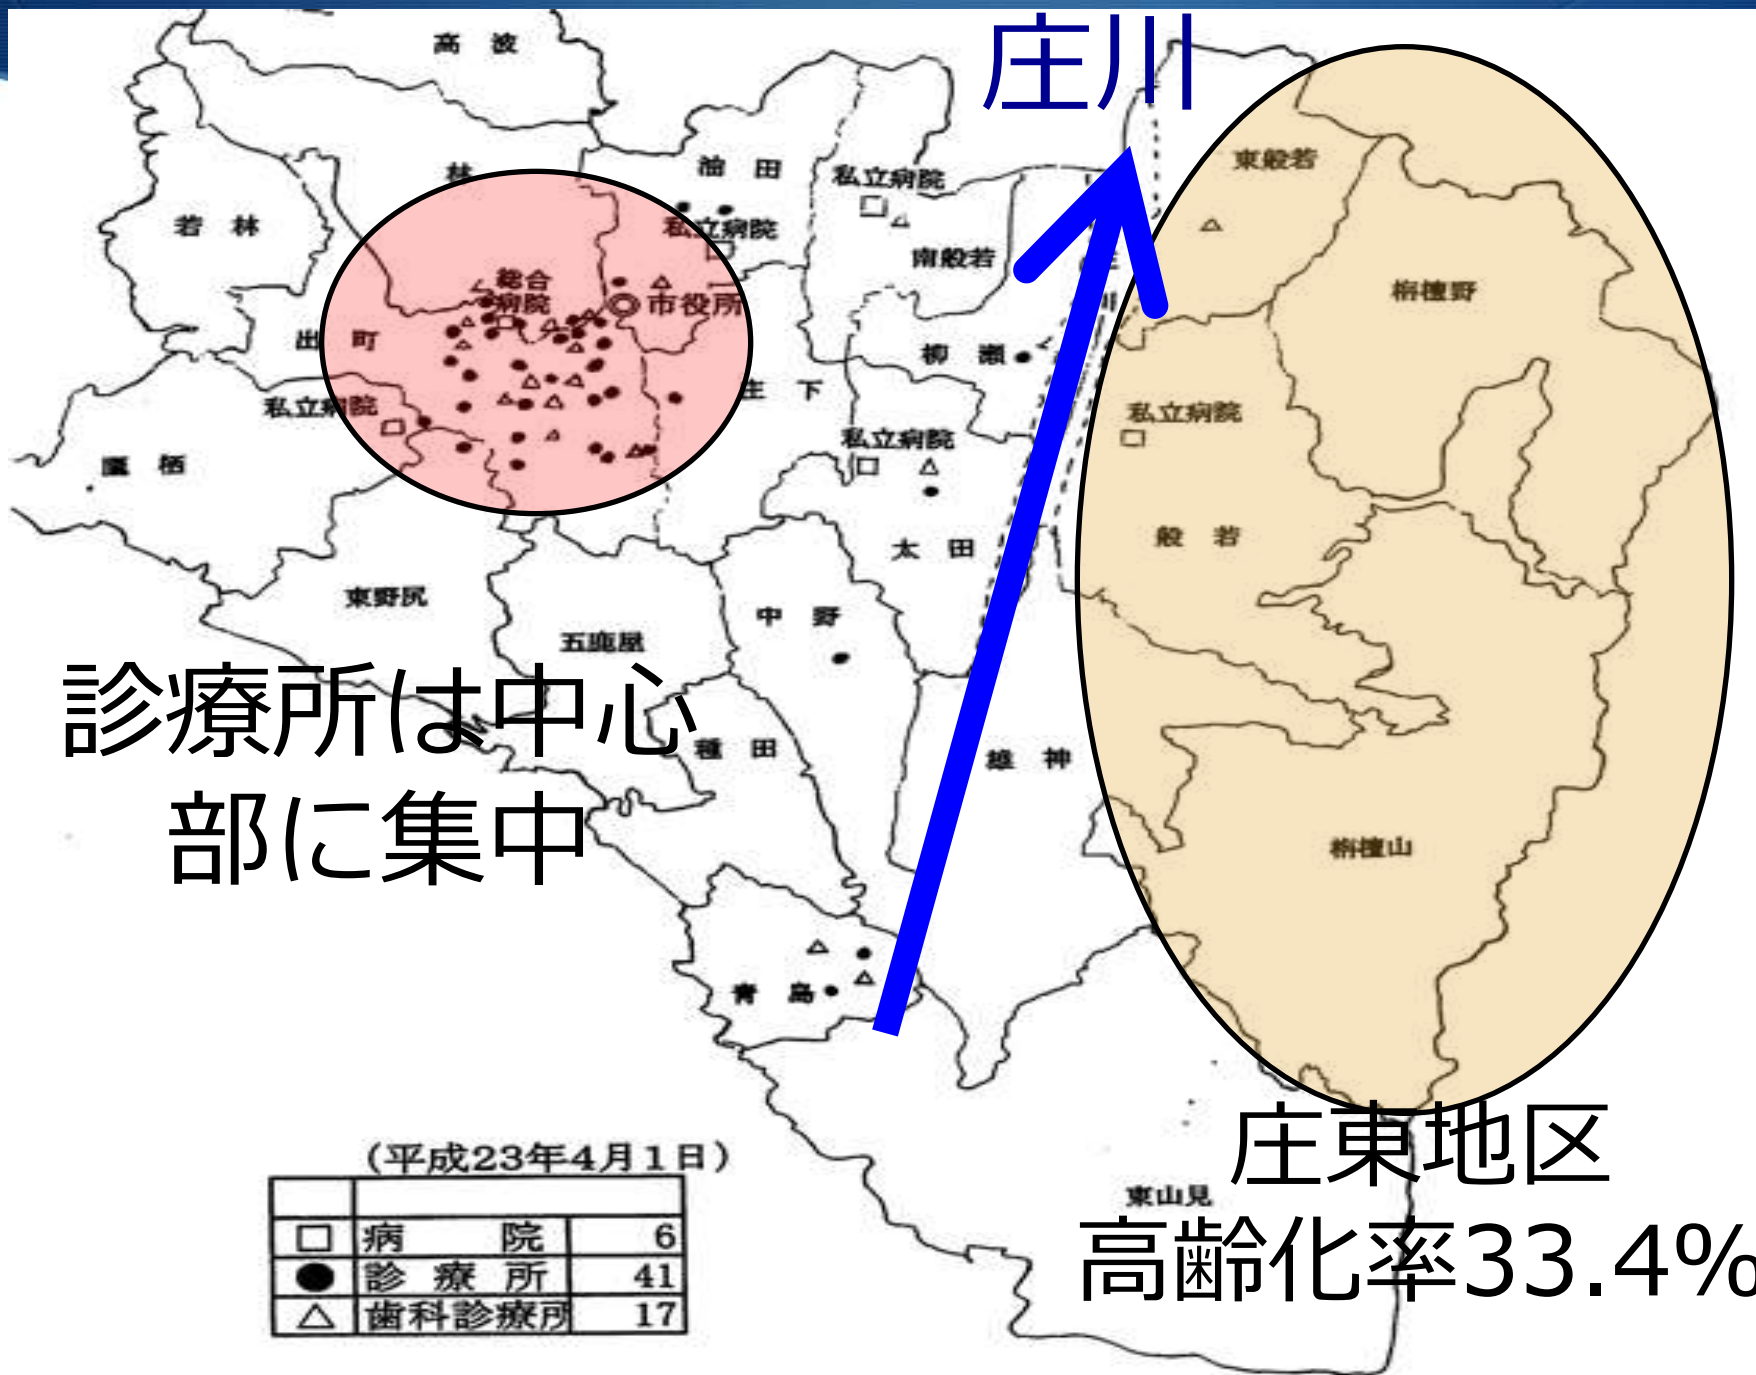 庄川
高波
林
油田
私立病院
東般若
若林
私立病院
南般若
栴檀野
総合
病院
市役所
出町
柳瀬
庄下
私立病院
私立病院
私立病院
鷹栖
般若
太田
東野尻
中野
五鹿屋
診療所は中心
部に集中
種田
雄神
栴檀山
青島
庄東地区
高齢化率33.4%
東山見
(平成23年4月1日)
□ 病院 6
● 診療所 41
△ 歯科診療所 17